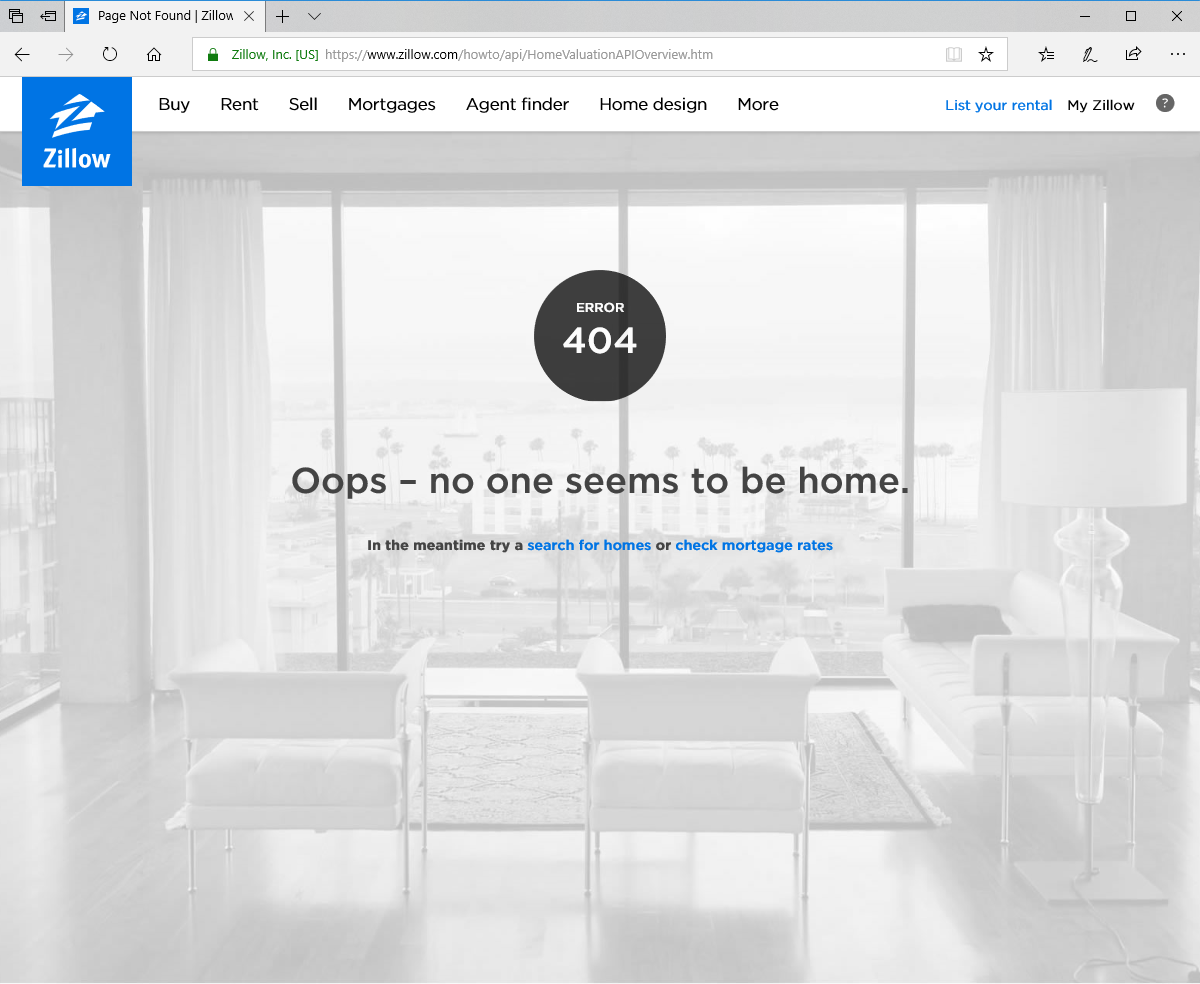 Page Not Found | Zillow
Zillow, Inc. [US] https://www.zillow.com/howto/api/HomeValuationAPIOverview.htm
Zillow
Buy Rent Sell Mortgages Agent finder Home design More List your rental My Zillow ?
ERROR
404
Oops – no one seems to be home.
In the meantime try a search for homes or check mortgage rates